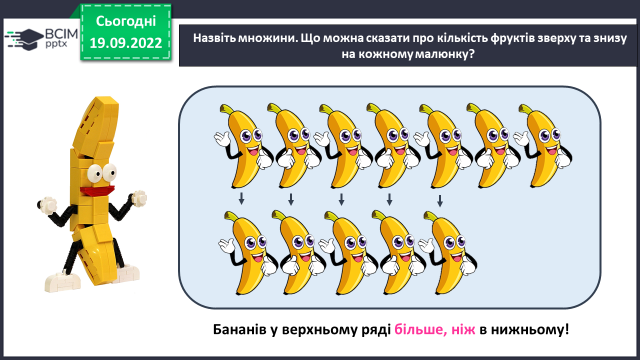 ВСІМ
pptx
Сьогодні
19.09.2022
Назвіть множини. Що можна сказати про кількість фруктів зверху та знизу
на кожному малюнку?
Бананів у верхньому ряді більше, ніж в нижньому!